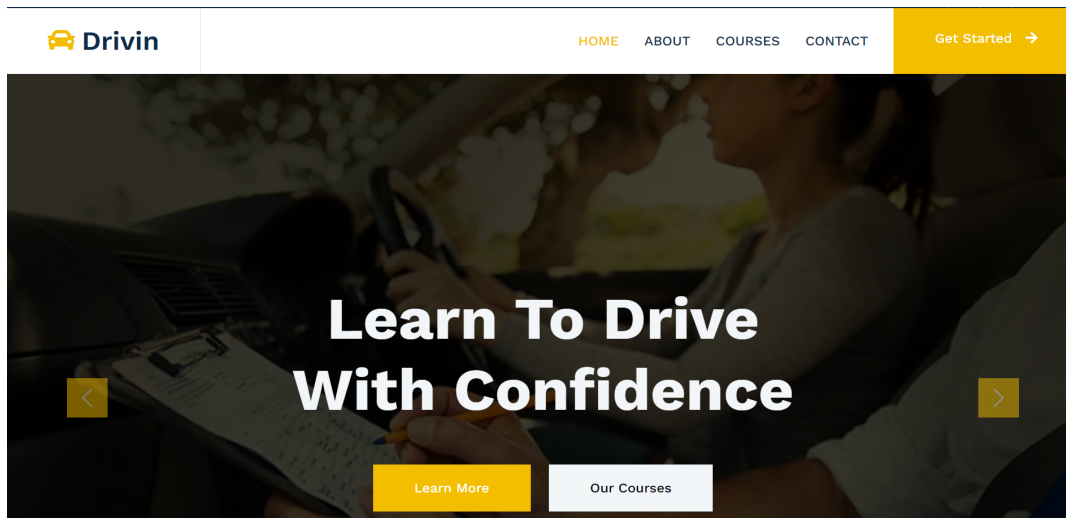 Drivin
HOME ABOUT COURSES CONTACT
Get Started
Learn To Drive
With Confidence
Learn More
Our Courses